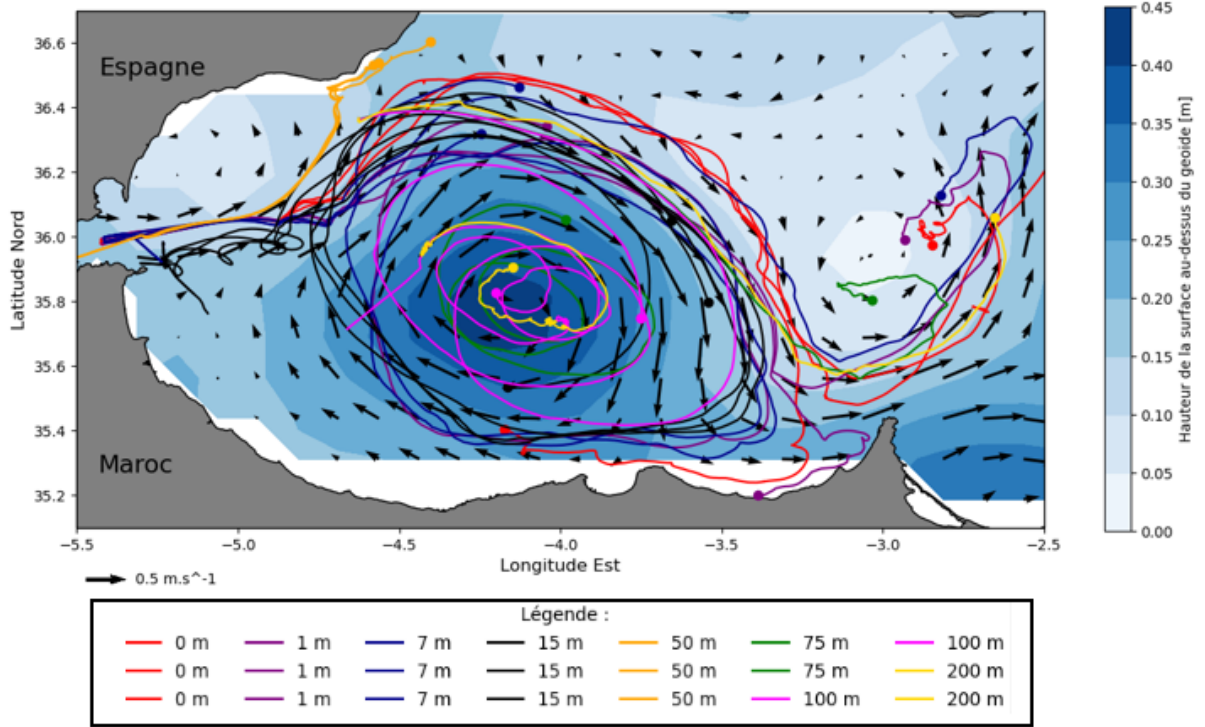 36.6
36.4
36.2
36.0
35.8
35.6
35.4
35.2
Latitude Nord
Espagne
Maroc
−5.5 −5.0 −4.5 −4.0 −3.5 −3.0 −2.5
Longitude Est
0.5 m.s^-1
0.45
0.40
0.35
0.30
0.25
0.20
0.15
0.10
0.05
0.00
Hauteur de la surface au-dessus du geoide [m]
Légende :
0 m 1 m 7 m 15 m 50 m 75 m 100 m
0 m 1 m 7 m 15 m 50 m 75 m 200 m
0 m 1 m 7 m 15 m 50 m 100 m 200 m